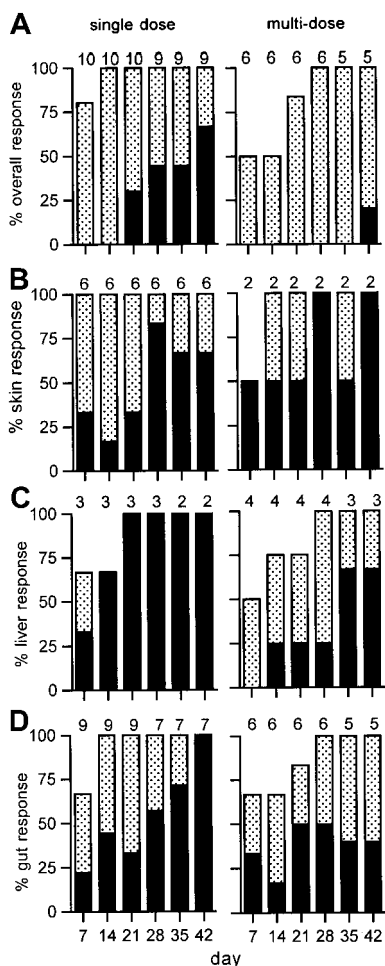 A single dose multi-dose
10 10 10 9 9 9 6 6 6 6 5 5
100
75
50
25
0
% overall response
B 6 6 6 6 6 6 2 2 2 2 2 2
100
75
50
25
0
% skin response
C 3 3 3 3 2 2 4 4 4 4 3 3
100
75
50
25
0
% liver response
D 9 9 9 7 7 7 6 6 6 6 5 5
100
75
50
25
0
% gut response
7 14 21 28 35 42 7 14 21 28 35 42
day